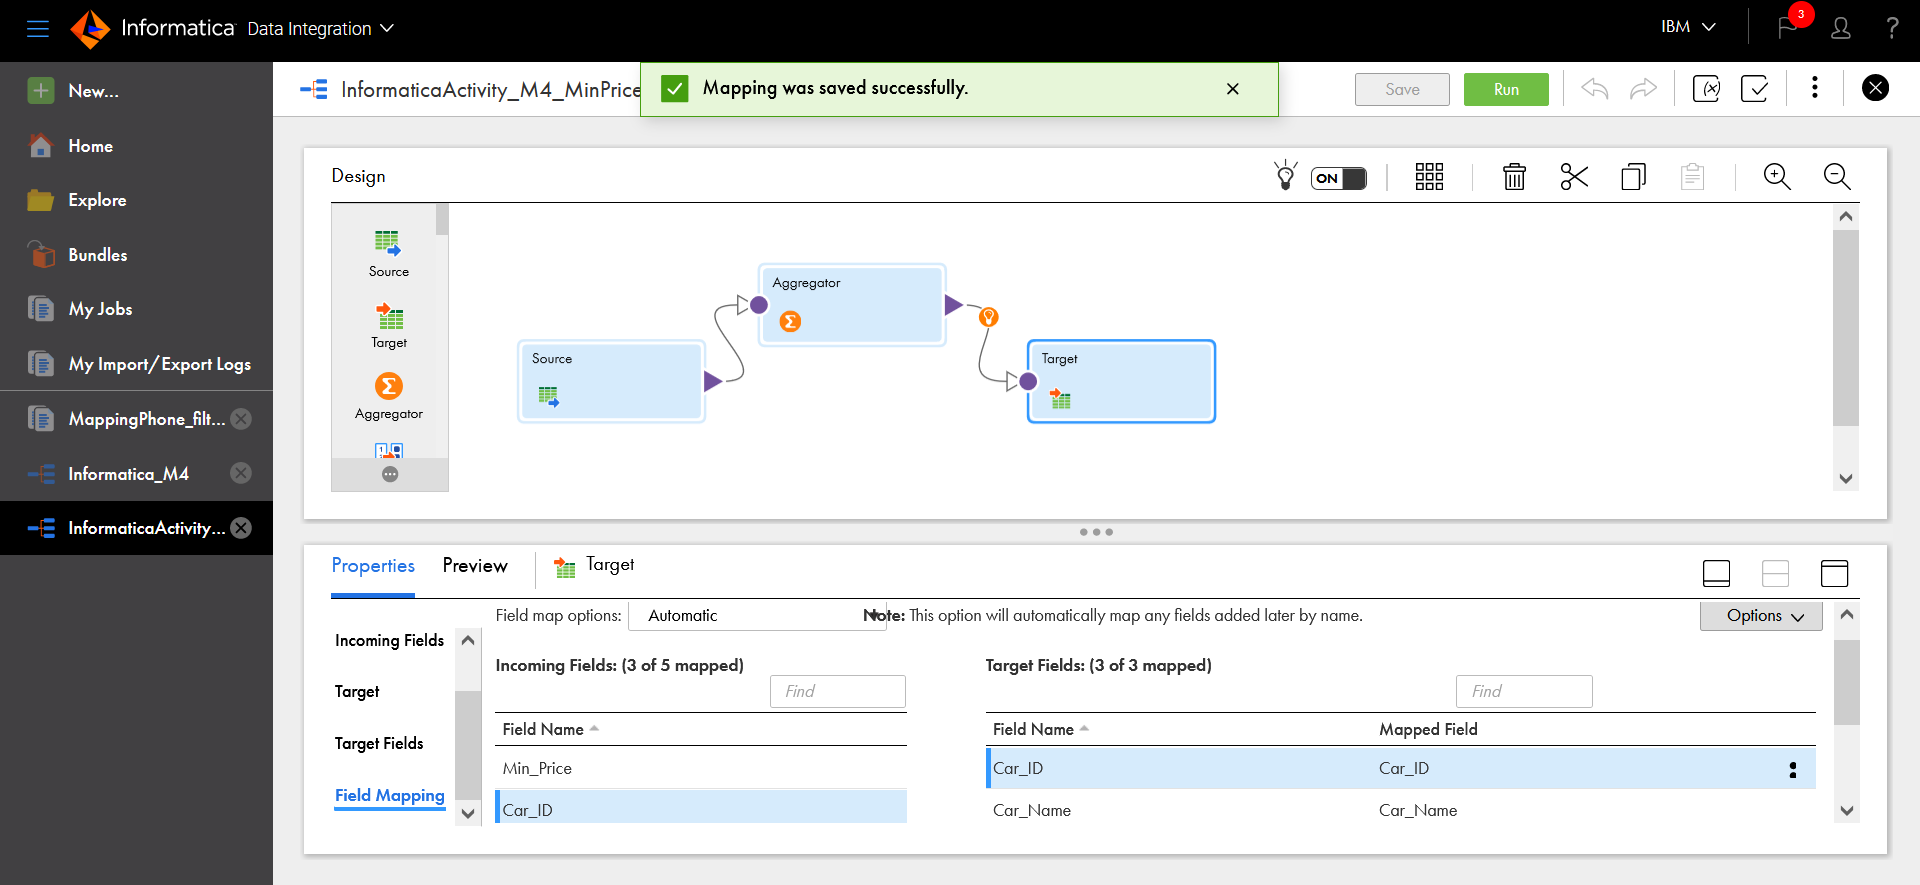 Informatica Data Integration
IBM
3
?
New...
Home
Explore
Bundles
My Jobs
My Import/Export Logs
MappingPhone_filt...
Informatica_M4
InformaticaActivity...
InformaticaActivity_M4_MinPrice
Mapping was saved successfully.
Save
Run
Design
ON
Source
Target
Aggregator
Source
Aggregator
Target
Properties
Preview
Target
Incoming Fields
Target
Target Fields
Field Mapping
Field map options: Automatic
Note: This option will automatically map any fields added later by name.
Options
Incoming Fields: (3 of 5 mapped)
Find
Field Name
Min_Price
Car_ID
Target Fields: (3 of 3 mapped)
Find
Field Name Mapped Field
Car_ID Car_ID
Car_Name Car_Name